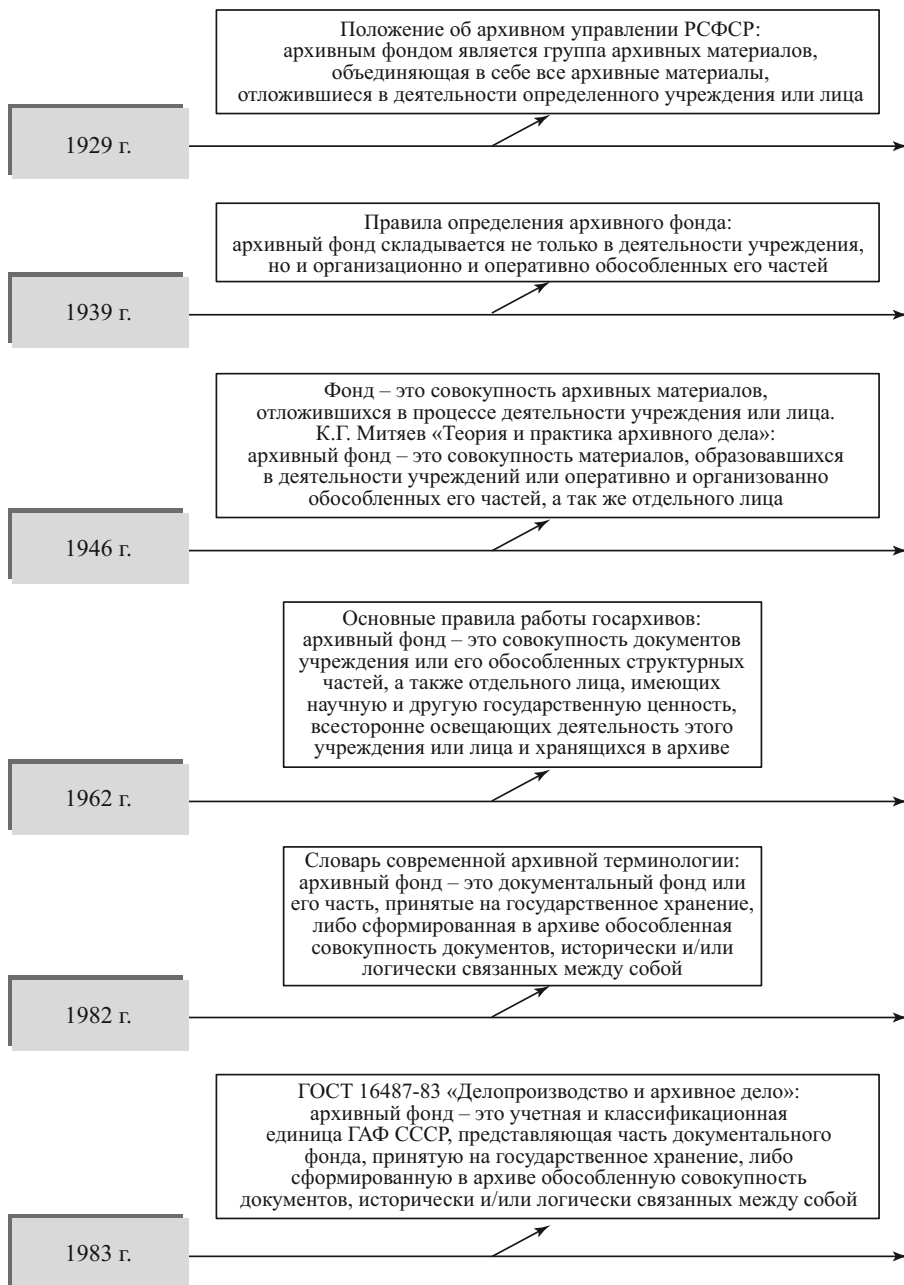 Положение об архивном управлении РСФСР:
архивным фондом является группа архивных материалов,
объединяющая в себе все архивные материалы,
отложившиеся в деятельности определенного учреждения или лица
1929 г.
Правила определения архивного фонда:
архивный фонд складывается не только в деятельности учреждения,
но и организационно и оперативно обособленных его частей
1939 г.
Фонд – это совокупность архивных материалов,
отложившихся в процессе деятельности учреждения или лица.
К.Г. Митяев «Теория и практика архивного дела»:
архивный фонд – это совокупность материалов, образовавшихся
в деятельности учреждений или оперативно и организованно
обособленных его частей, а так же отдельного лица
1946 г.
Основные правила работы госархивов:
архивный фонд – это совокупность документов
учреждения или его обособленных структурных
частей, а также отдельного лица, имеющих
научную и другую государственную ценность,
всесторонне освещающих деятельность этого
учреждения или лица и хранящихся в архиве
1962 г.
Словарь современной архивной терминологии:
архивный фонд – это документальный фонд или
его часть, принятые на государственное хранение,
либо сформированная в архиве обособленная
совокупность документов, исторически и/или
логически связанных между собой
1982 г.
ГОСТ 16487-83 «Делопроизводство и архивное дело»:
архивный фонд – это учетная и классификационная
единица ГАФ СССР, представляющая часть документального
фонда, принятую на государственное хранение, либо
сформированную в архиве обособленную совокупность
документов, исторически и/или логически связанных между собой
1983 г.